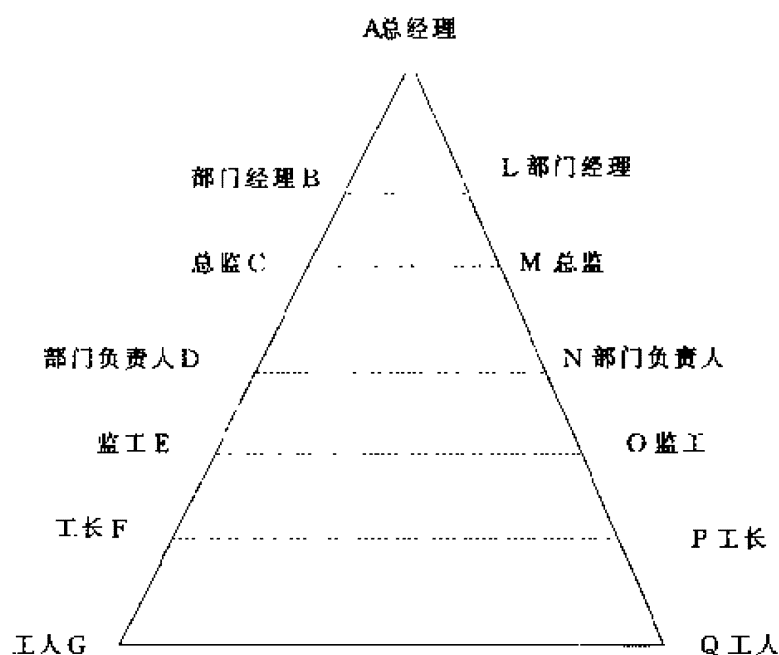 A总经理
部门经理 B
L 部门经理
总监 C
M 总监
部门负责人 D
N 部门负责人
监工 E
O 监工
工长 F
P 工长
工人 G
Q 工人